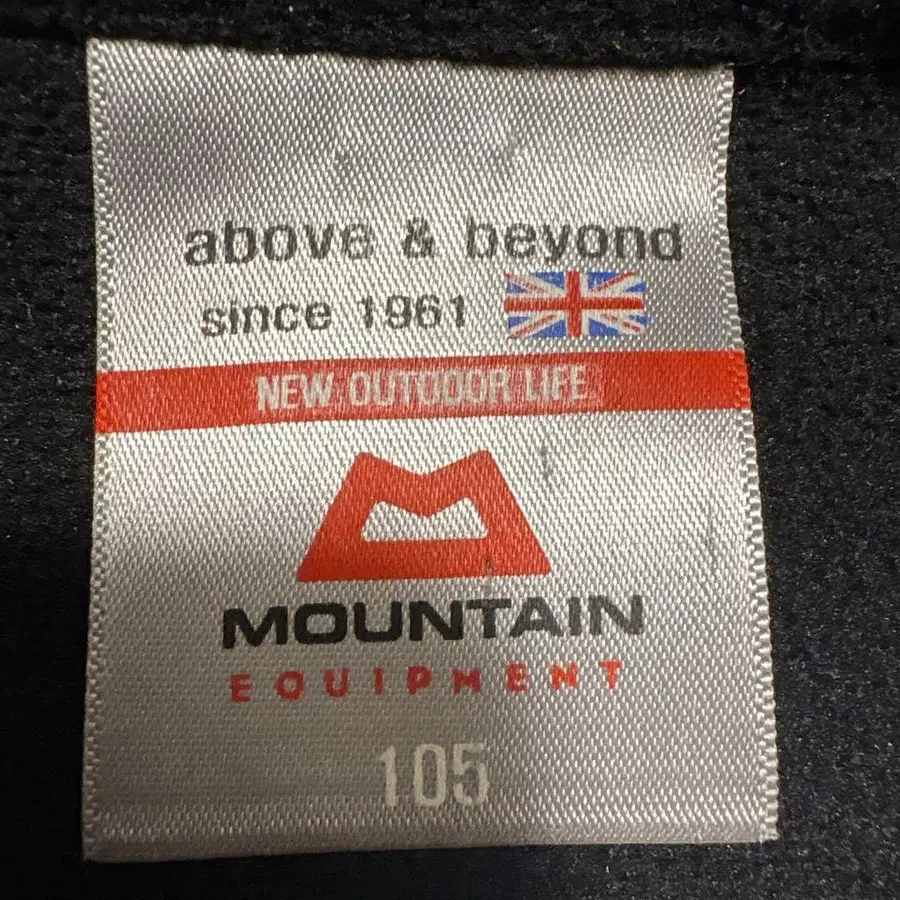 above & beyond
since 1961
NEW OUTDOOR LIFE
MOUNTAIN
EQUIPMENT
105